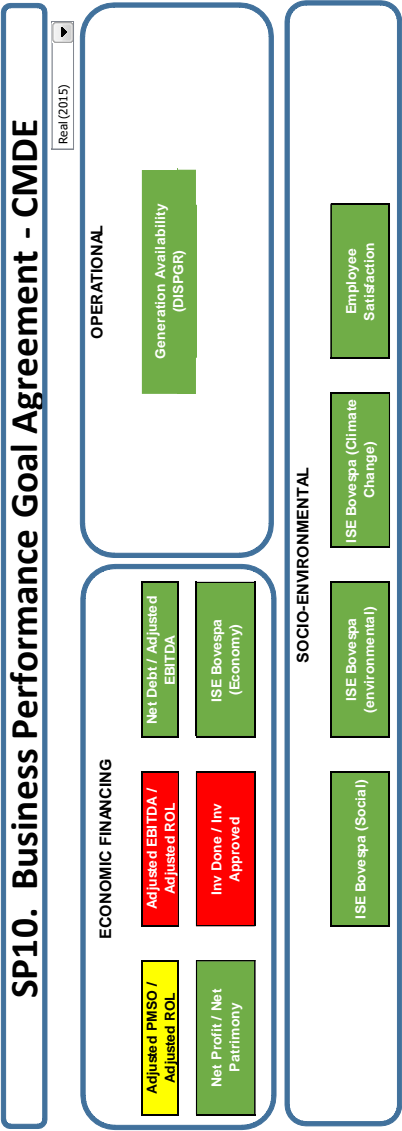 SP10. Business Performance Goal Agreement - CMDE
Real (2015)
ECONOMIC FINANCING
Adjusted PMSO /
Adjusted ROL
Adjusted EBITDA /
Adjusted ROL
Net Debt / Adjusted
EBITDA
Net Profit / Net
Patrimony
Inv Done / Inv
Approved
ISE Bovespa
(Economy)
OPERATIONAL
Generation Availability
(DISPGR)
SOCIO-ENVIRONMENTAL
ISE Bovespa (Social)
ISE Bovespa
(environmental)
ISE Bovespa (Climate
Change)
Employee
Satisfaction